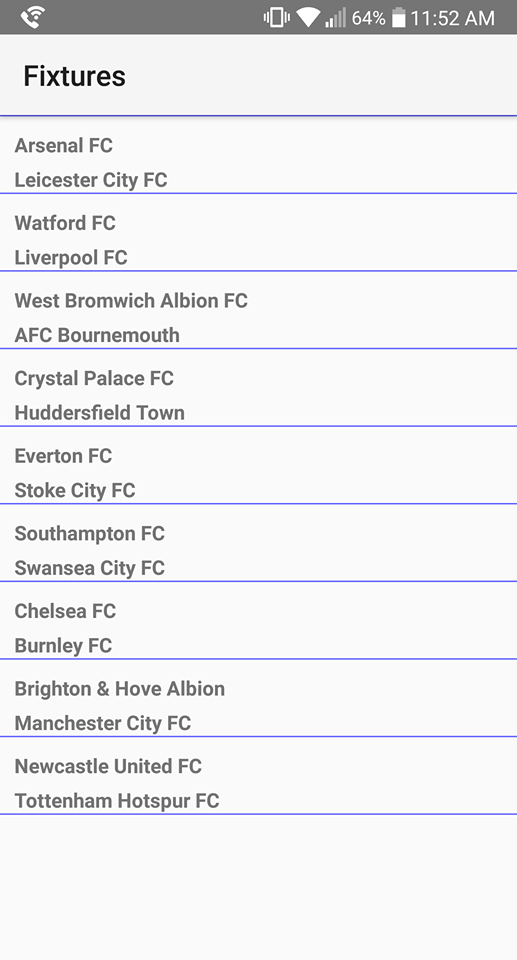 64% 11:52 AM
Fixtures
Arsenal FC
Leicester City FC
Watford FC
Liverpool FC
West Bromwich Albion FC
AFC Bournemouth
Crystal Palace FC
Huddersfield Town
Everton FC
Stoke City FC
Southampton FC
Swansea City FC
Chelsea FC
Burnley FC
Brighton & Hove Albion
Manchester City FC
Newcastle United FC
Tottenham Hotspur FC